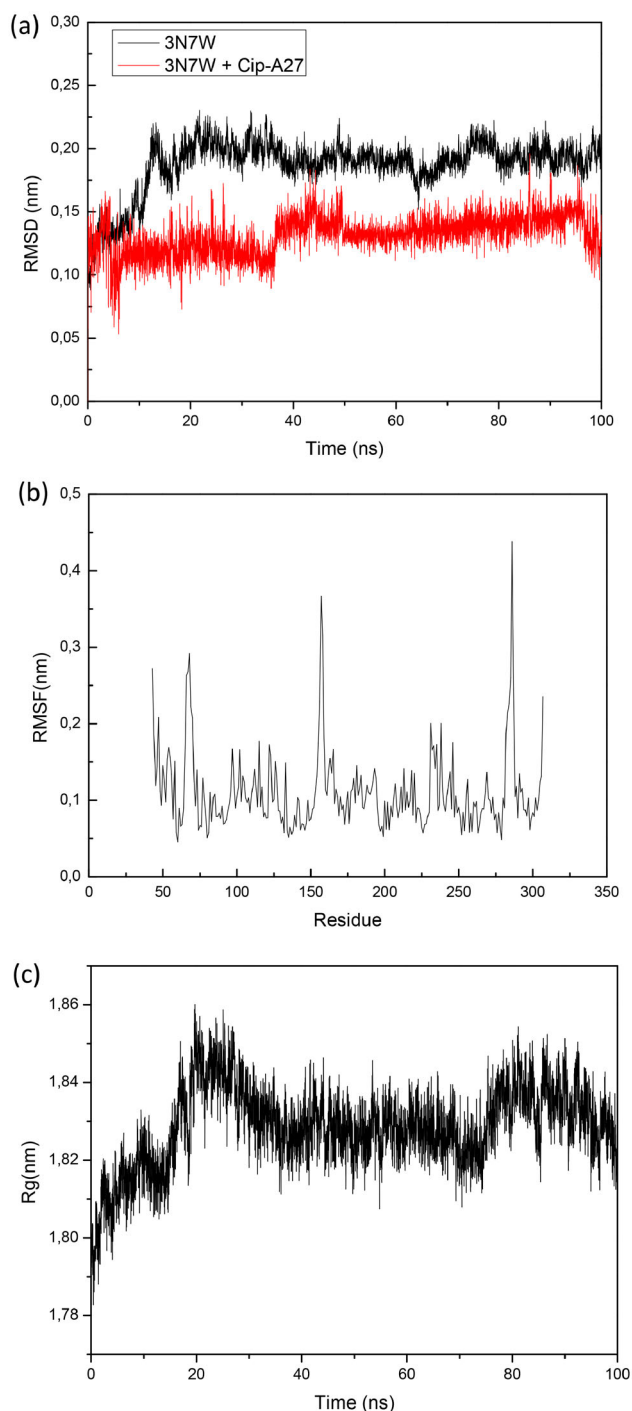 (a)
0,30
0,25
0,20
0,15
0,10
0,05
0,00
RMSD (nm)
3N7W
3N7W + Cip-A27
0 20 40 60 80 100
Time (ns)
(b)
0,5
0,4
0,3
0,2
0,1
0,0
RMSF(nm)
0 50 100 150 200 250 300 350
Residue
(c)
1,86
1,84
1,82
1,80
1,78
Rg(nm)
0 20 40 60 80 100
Time (ns)